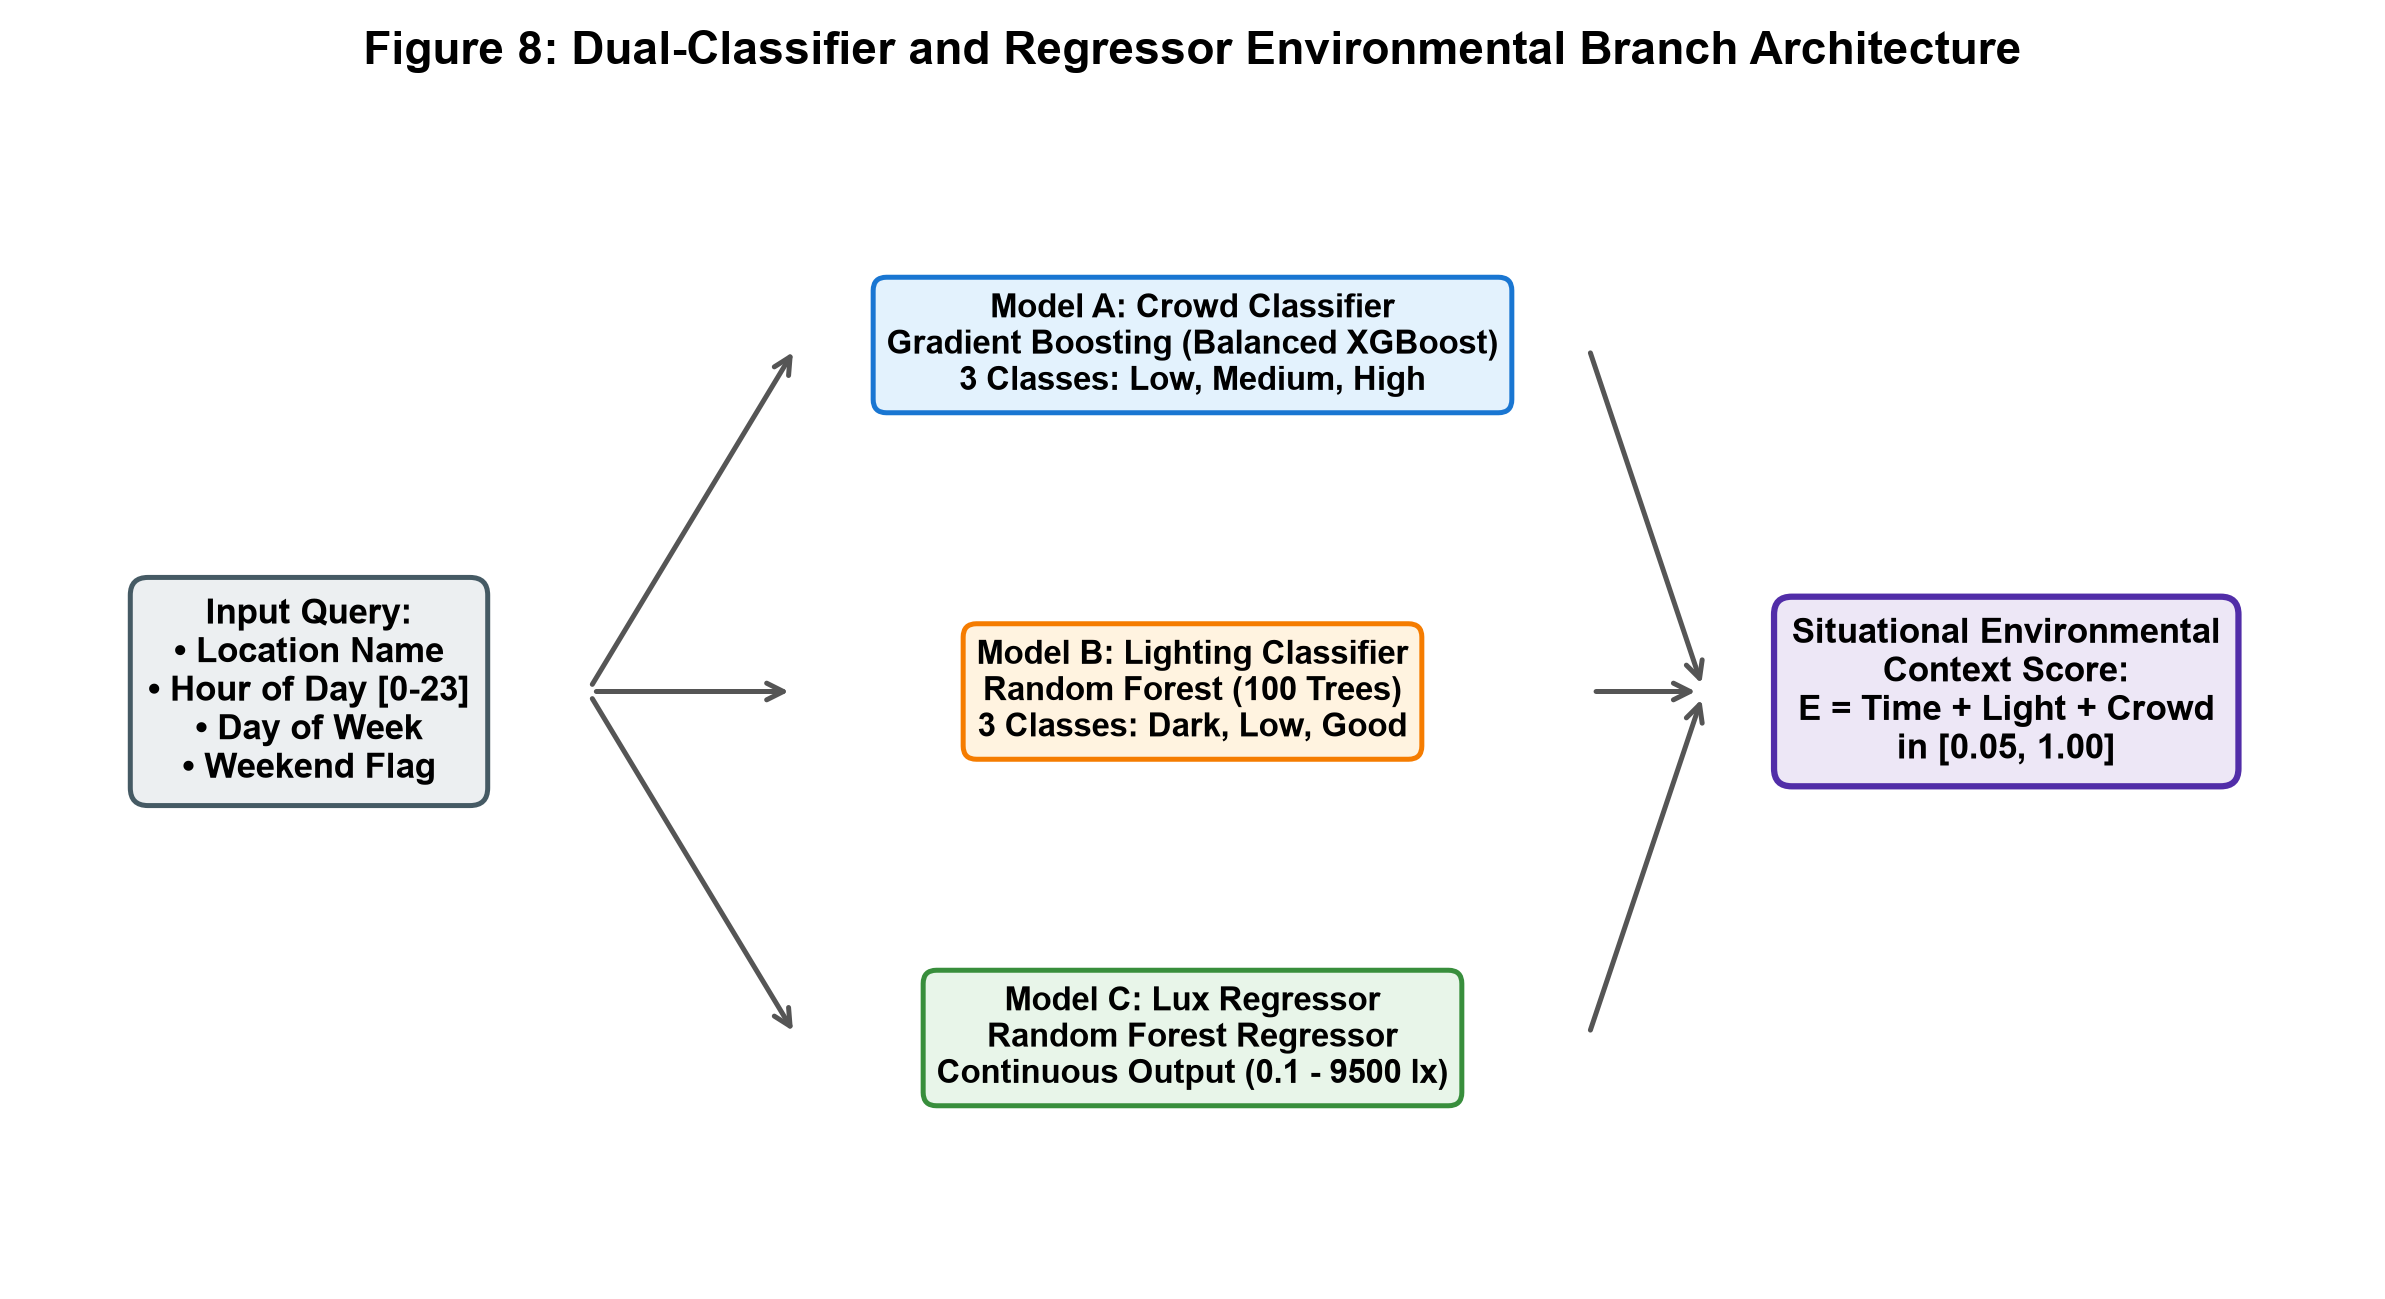 Figure 8: Dual-Classifier and Regressor Environmental Branch Architecture
Input Query:
• Location Name
• Hour of Day [0-23]
• Day of Week
• Weekend Flag
Model A: Crowd Classifier
Gradient Boosting (Balanced XGBoost)
3 Classes: Low, Medium, High
Model B: Lighting Classifier
Random Forest (100 Trees)
3 Classes: Dark, Low, Good
Model C: Lux Regressor
Random Forest Regressor
Continuous Output (0.1 - 9500 lx)
Situational Environmental
Context Score:
E = Time + Light + Crowd
in [0.05, 1.00]